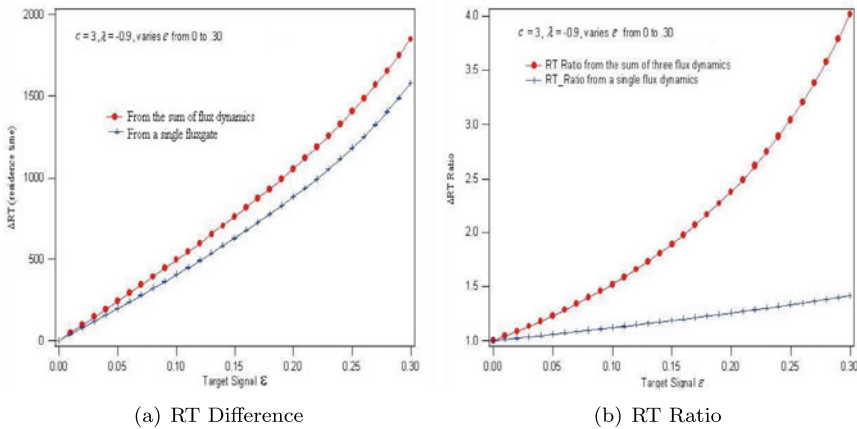 2000
1500
1000
500
0
ΔRT (residence time)
c = 3, λ = -0.9, varies ε from 0 to .30
From the sum of flux dynamics
From a single fluxgate
0.00 0.05 0.10 0.15 0.20 0.25 0.30
Target Signal ε
(a) RT Difference
4.0
3.5
3.0
2.5
2.0
1.5
1.0
ΔRT Ratio
c = 3, λ = -0.9, varies ε from 0 to .30
RT Ratio from the sum of three flux dynamics
RT_Ratio from a single flux dynamics
0.00 0.05 0.10 0.15 0.20 0.25 0.30
Target Signal ε
(b) RT Ratio